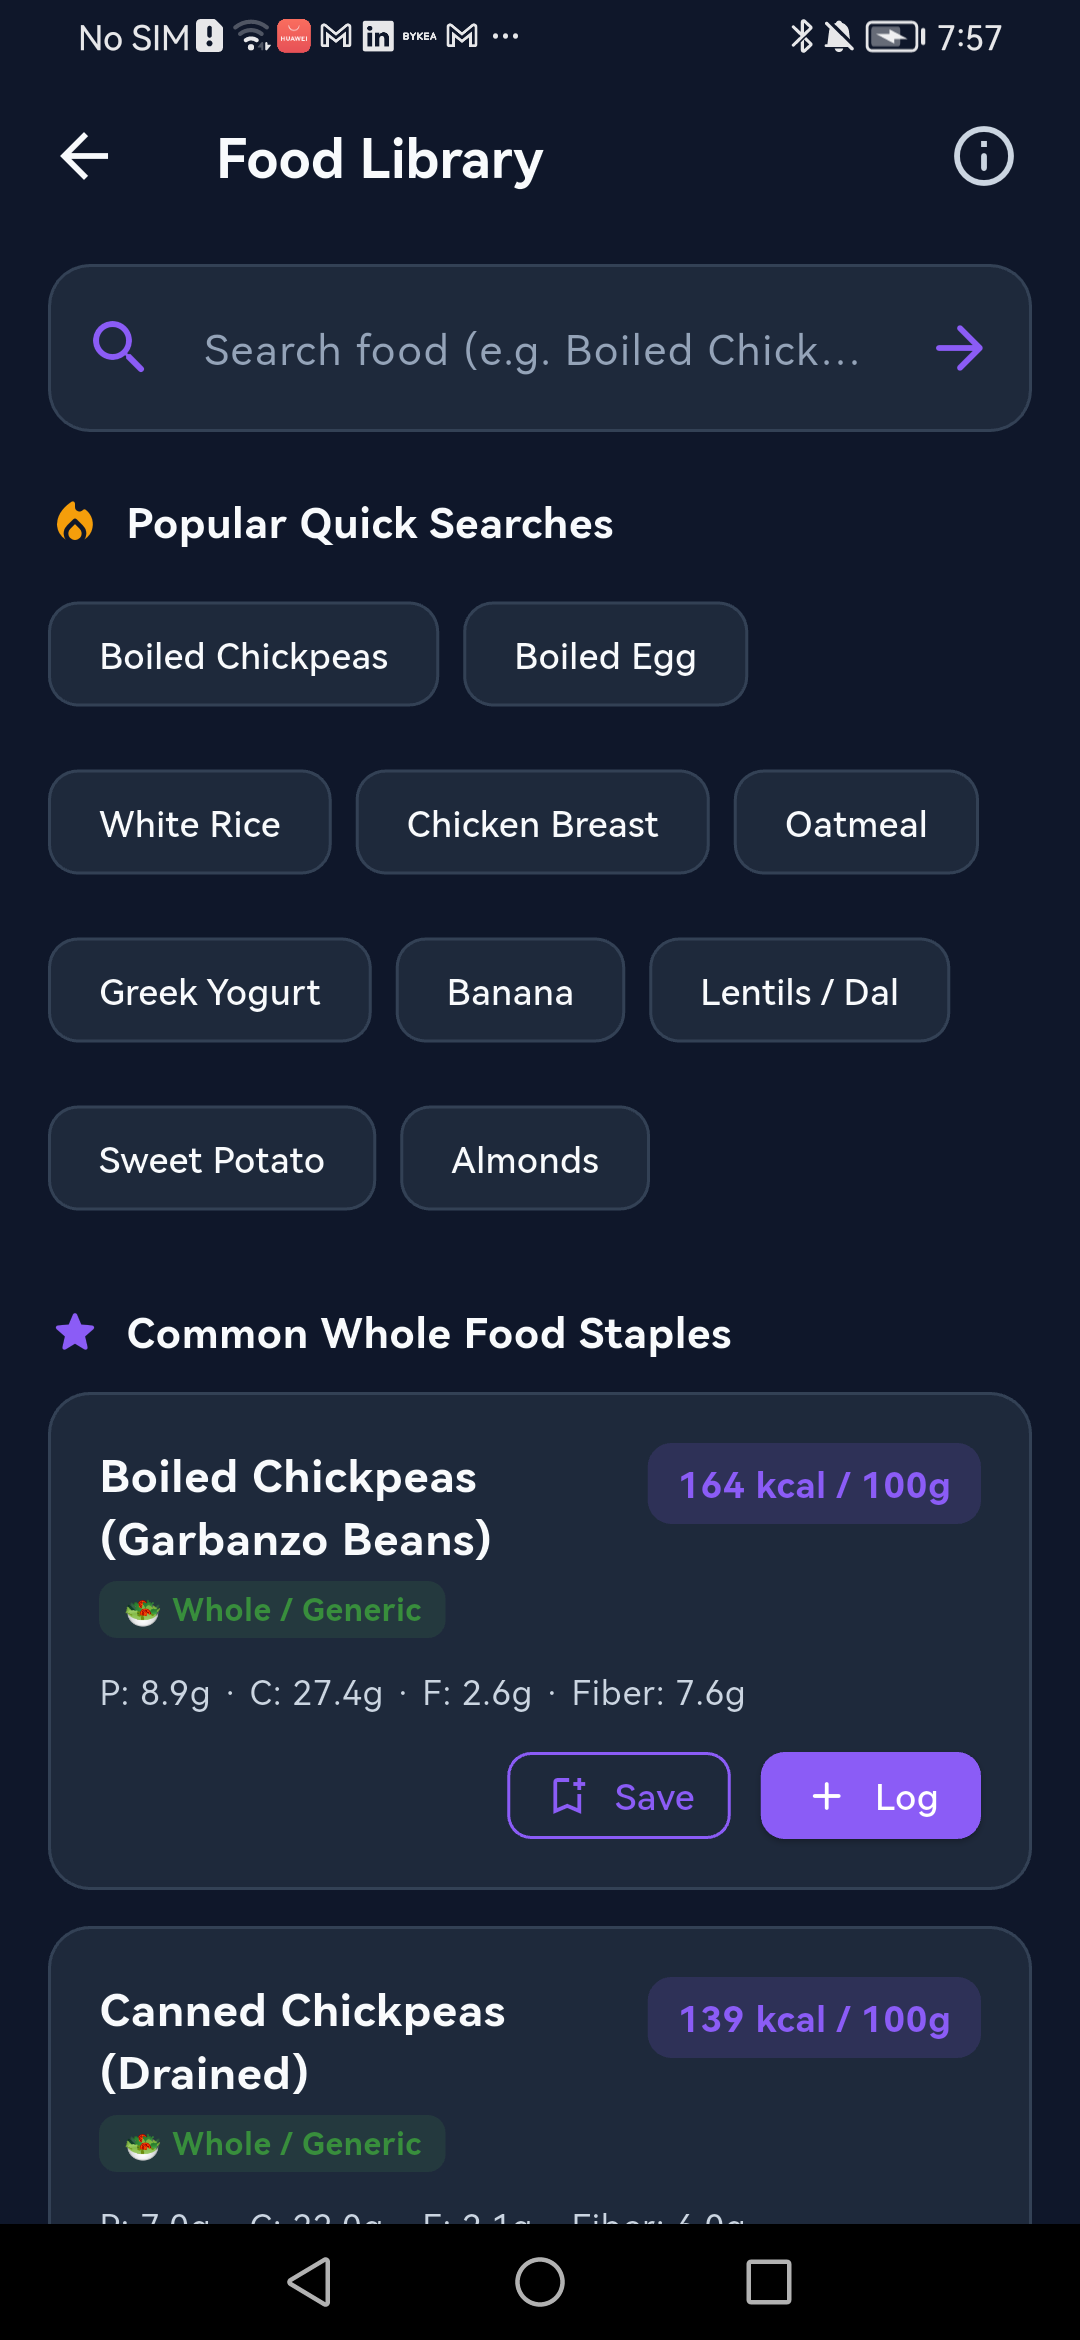 No SIM HUAWEI in BYKEA 7:57
Food Library
Search food (e.g. Boiled Chick...
Popular Quick Searches
Boiled Chickpeas Boiled Egg
White Rice Chicken Breast Oatmeal
Greek Yogurt Banana Lentils / Dal
Sweet Potato Almonds
Common Whole Food Staples
Boiled Chickpeas 164 kcal / 100g
(Garbanzo Beans)
Whole / Generic
P: 8.9g · C: 27.4g · F: 2.6g · Fiber: 7.6g
Save + Log
Canned Chickpeas 139 kcal / 100g
(Drained)
Whole / Generic